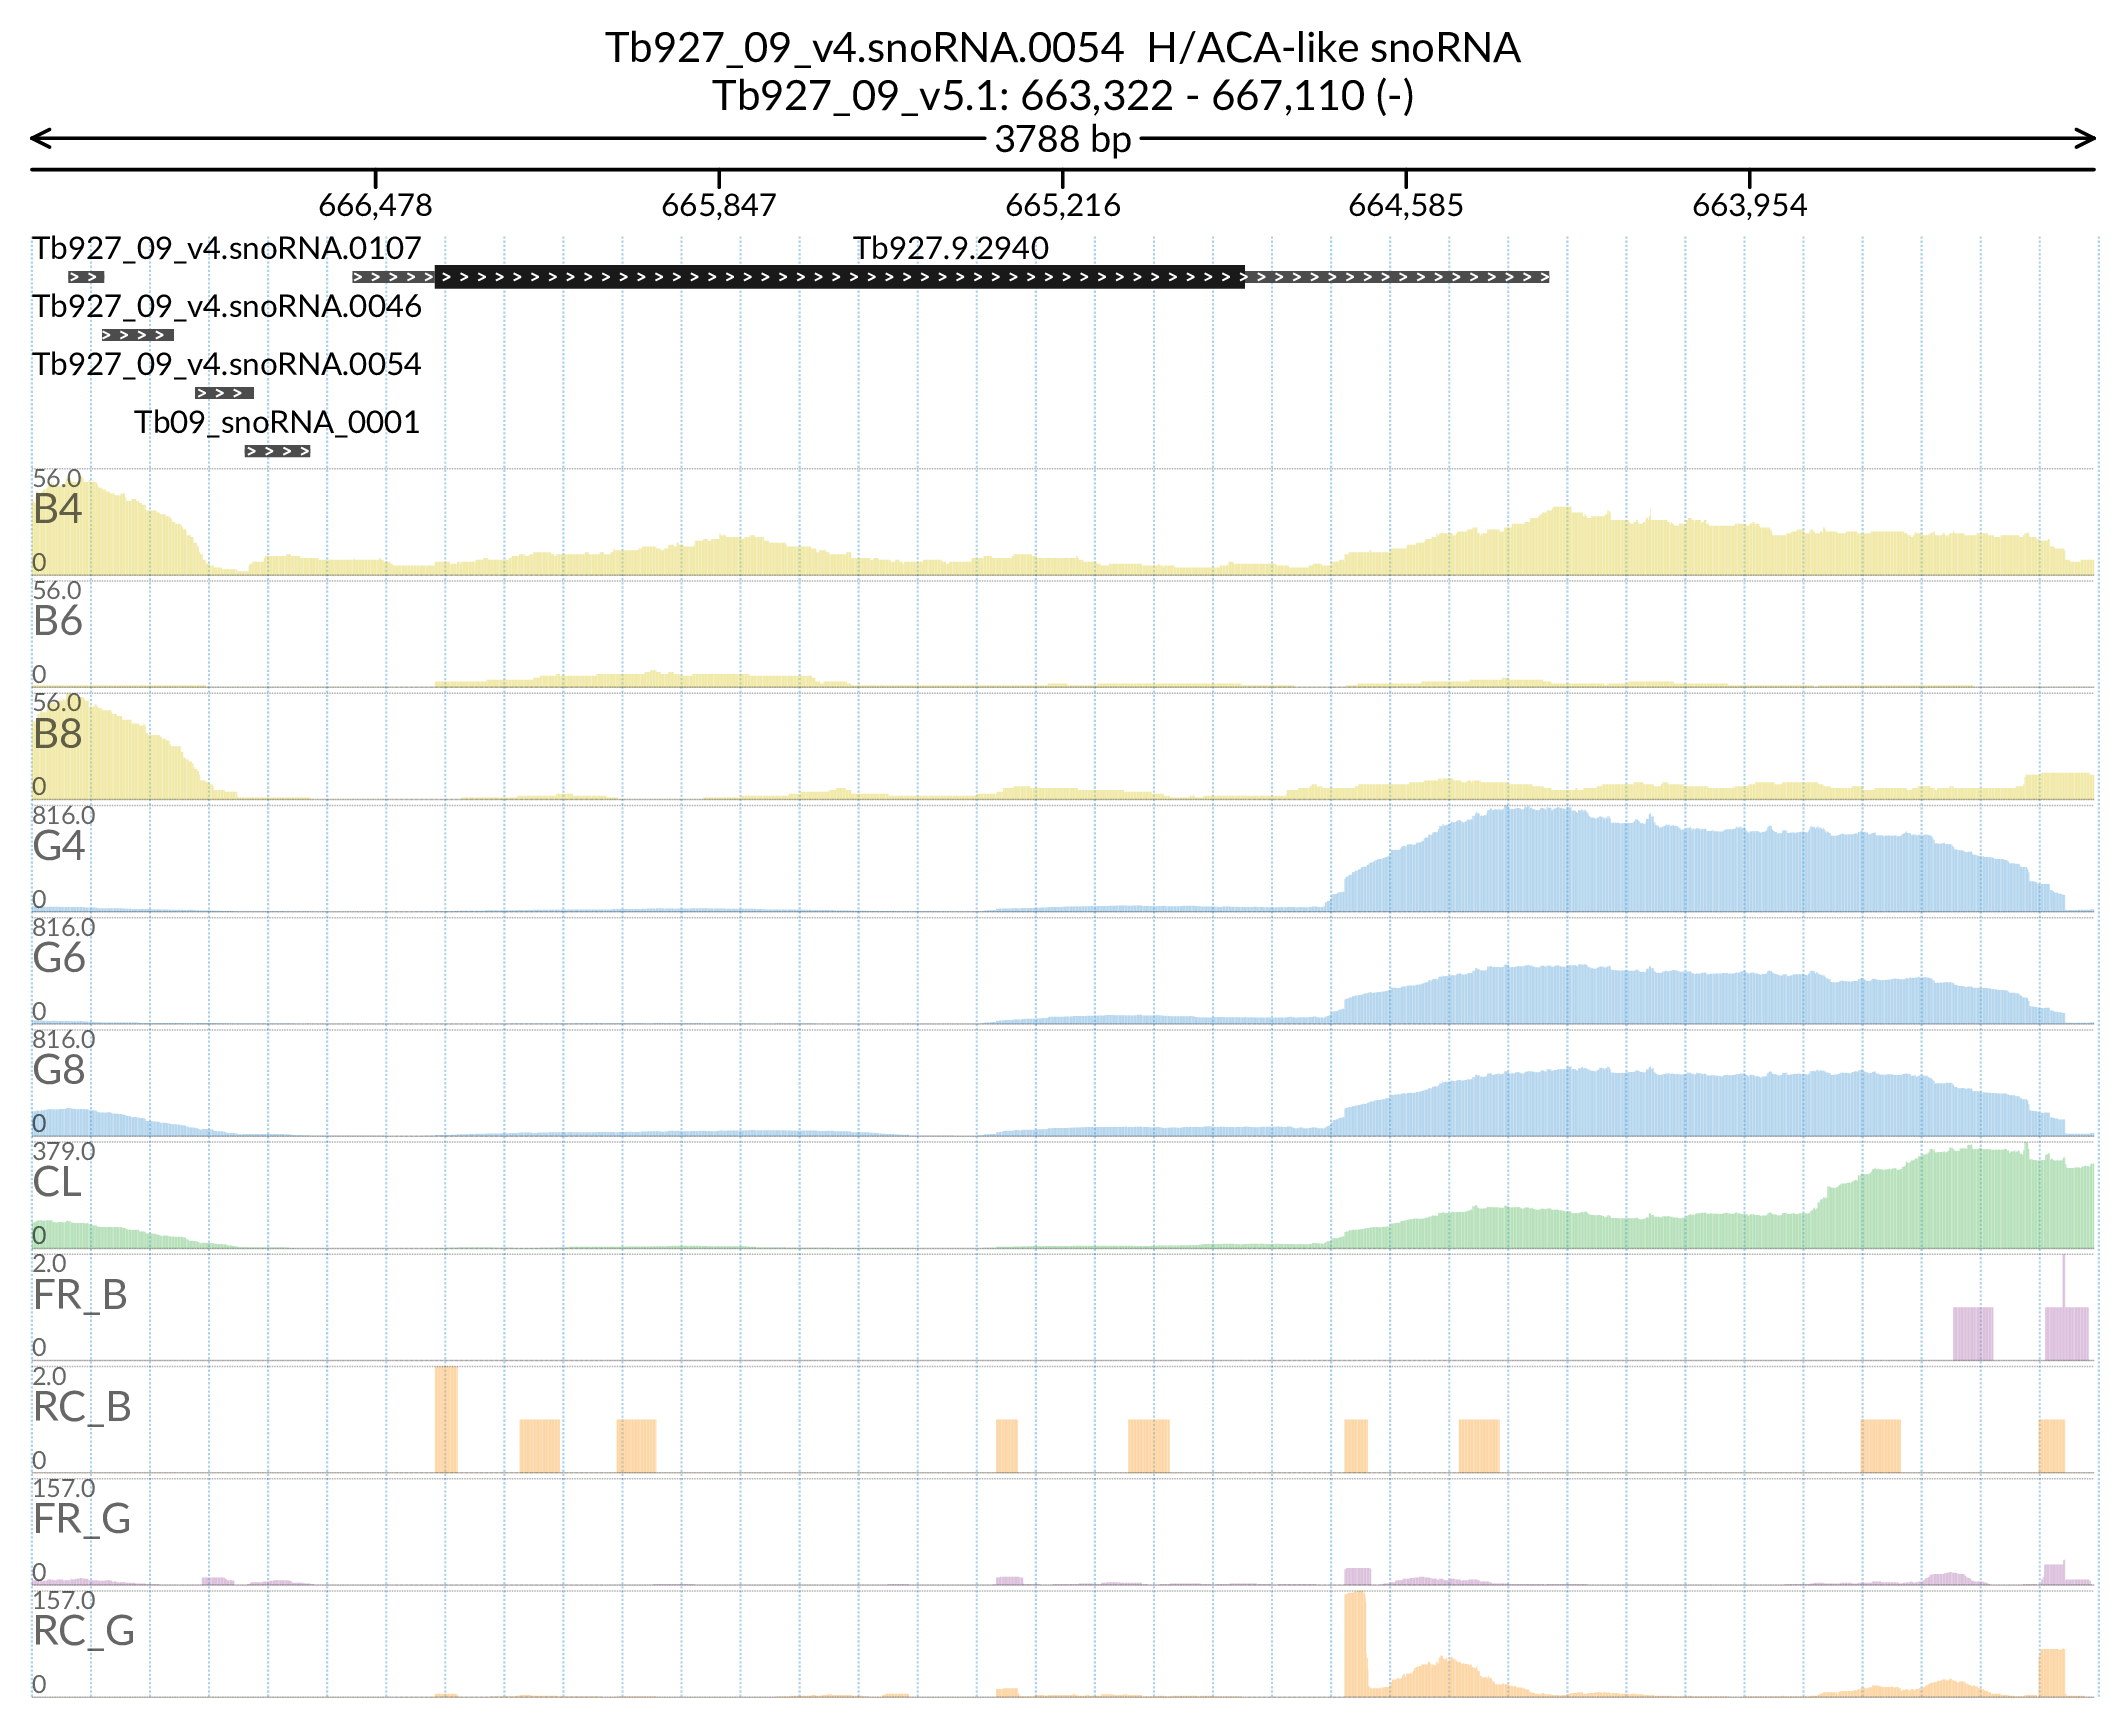 Tb927_09_v4.snoRNA.0054 H/ACA-like snoRNA
Tb927_09_v5.1: 663,322 - 667,110 (-)
3788 bp
666,478 665,847 665,216 664,585 663,954
Tb927_09_v4.snoRNA.0107 Tb927.9.2940
Tb927_09_v4.snoRNA.0046
Tb927_09_v4.snoRNA.0054
Tb09_snoRNA_0001
56.0
B4
0
56.0
B6
0
56.0
B8
0
816.0
G4
0
816.0
G6
0
816.0
G8
0
379.0
CL
0
2.0
FR_B
0
2.0
RC_B
0
157.0
FR_G
0
157.0
RC_G
0